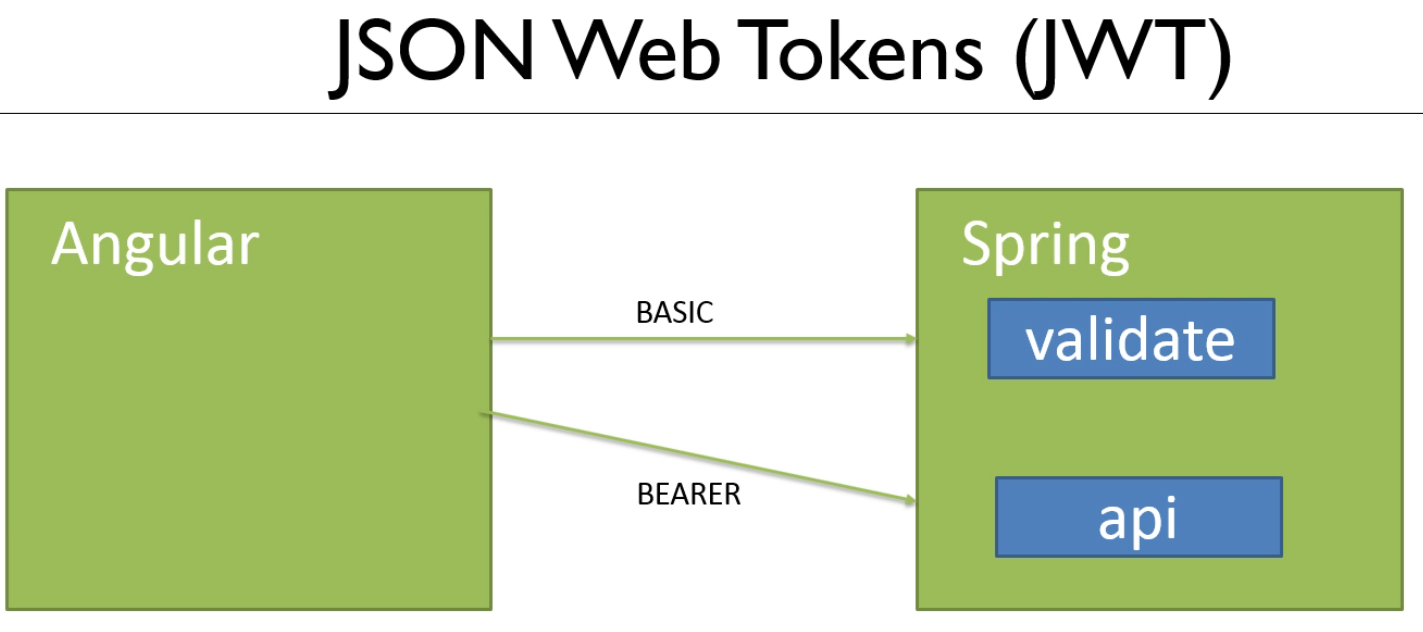 JSON Web Tokens (JWT)
Angular
Spring
BASIC
validate
BEARER
api